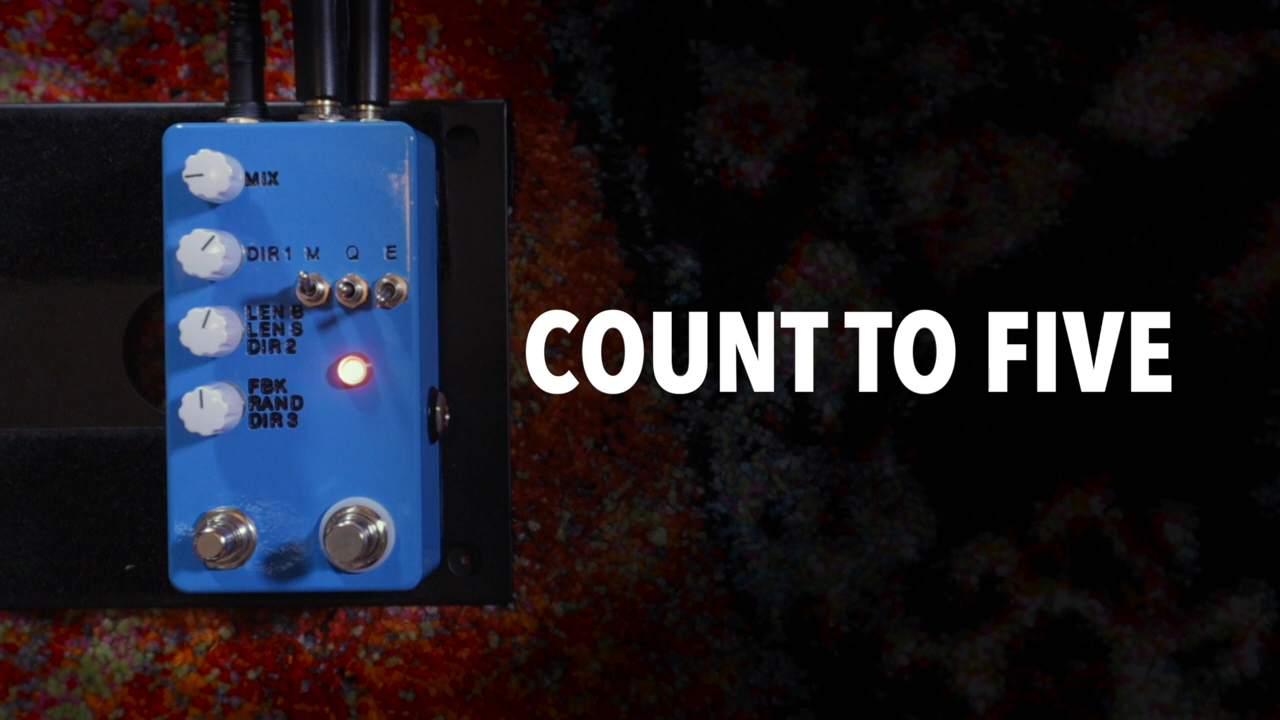 MIX
DIR 1 M Q E
LEN B
LEN S
DIR 2
FBK
RAND
DIR 3
COUNT TO FIVE